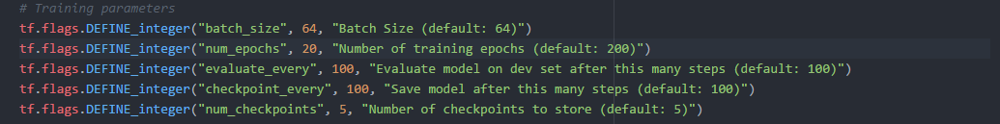 # Training parameters
tf.flags.DEFINE_integer("batch_size", 64, "Batch Size (default: 64)")
tf.flags.DEFINE_integer("num_epochs", 20, "Number of training epochs (default: 200)")
tf.flags.DEFINE_integer("evaluate_every", 100, "Evaluate model on dev set after this many steps (default: 100)")
tf.flags.DEFINE_integer("checkpoint_every", 100, "Save model after this many steps (default: 100)")
tf.flags.DEFINE_integer("num_checkpoints", 5, "Number of checkpoints to store (default: 5)")